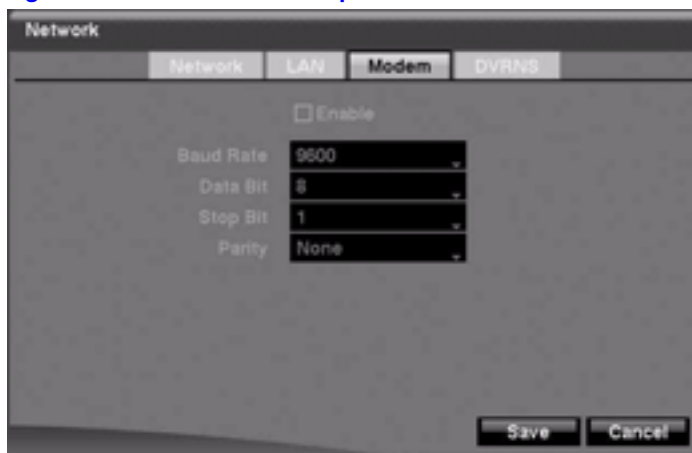 Network
Network LAN Modem DVRNS
Enable
Baud Rate 9600
Data Bit 8
Stop Bit 1
Parity None
Save Cancel